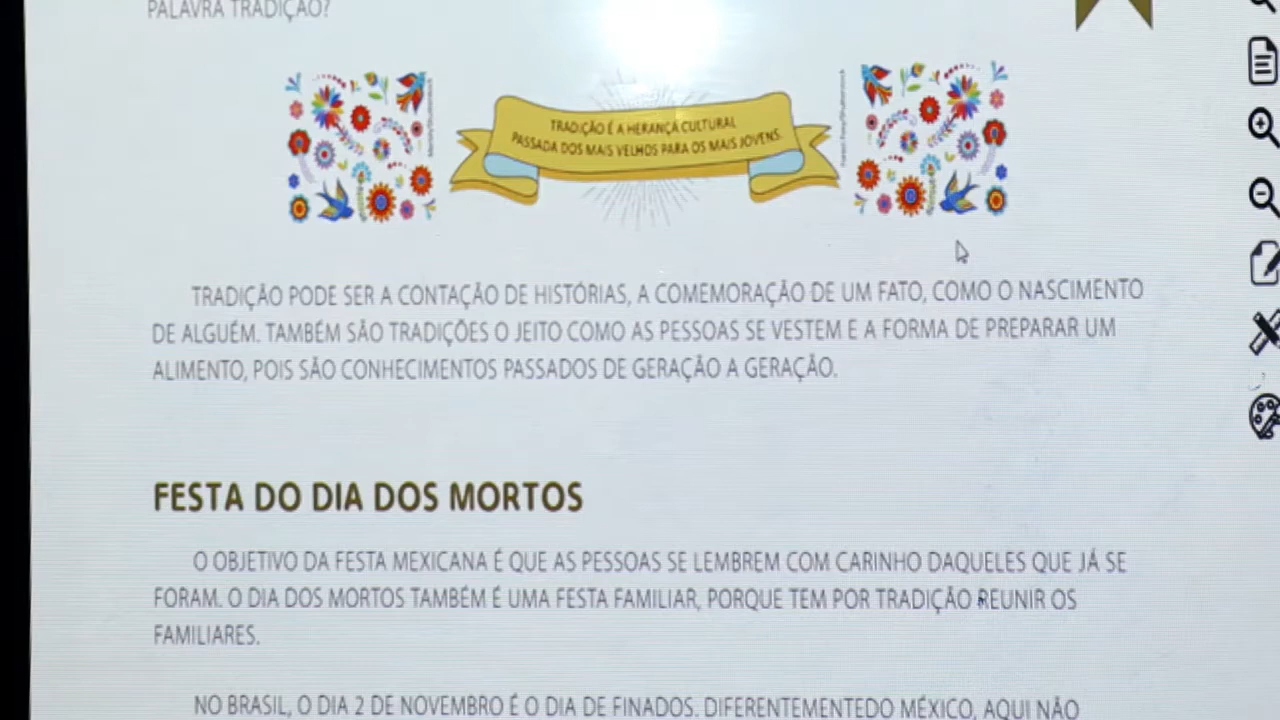 PALAVRA TRADIÇÃO?
TRADIÇÃO É A HERANÇA CULTURAL
PASSADA DOS MAIS VELHOS PARA OS MAIS JOVENS.
TRADIÇÃO PODE SER A CONTAÇÃO DE HISTÓRIAS, A COMEMORAÇÃO DE UM FATO, COMO O NASCIMENTO
DE ALGUÉM. TAMBÉM SÃO TRADIÇÕES O JEITO COMO AS PESSOAS SE VESTEM E A FORMA DE PREPARAR UM
ALIMENTO, POIS SÃO CONHECIMENTOS PASSADOS DE GERAÇÃO A GERAÇÃO.
FESTA DO DIA DOS MORTOS
O OBJETIVO DA FESTA MEXICANA É QUE AS PESSOAS SE LEMBREM COM CARINHO DAQUELES QUE JÁ SE
FORAM. O DIA DOS MORTOS TAMBÉM É UMA FESTA FAMILIAR, PORQUE TEM POR TRADIÇÃO REUNIR OS
FAMILIARES.
NO BRASIL, O DIA 2 DE NOVEMBRO É O DIA DE FINADOS. DIFERENTEMENTEDO MÉXICO, AQUI NÃO